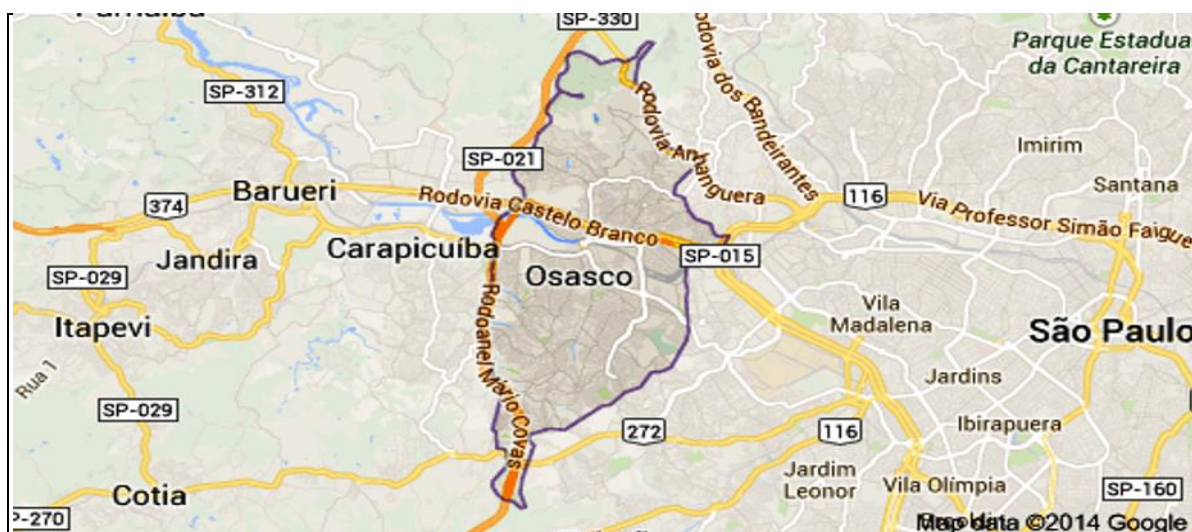 SP-330
Parque Estadua
da Cantareira
Rodovia dos Bandeirantes
SP-312
Rodovia Anhanguera
Imirim
SP-021
Santana
Barueri
374
Rodovia Castelo Branco
116
Via Professor Simão Faigue
Carapicuíba
Jandira
SP-015
SP-029
Osasco
Itapevi
Vila
Madalena
São Paulo
Rodoanel Mário Covas
Rua 1
Jardins
SP-029
272
116
Ibirapuera
Jardim
Leonor
Vila Olímpia
SP-160
Cotia
P-270
Map data ©2014 Google